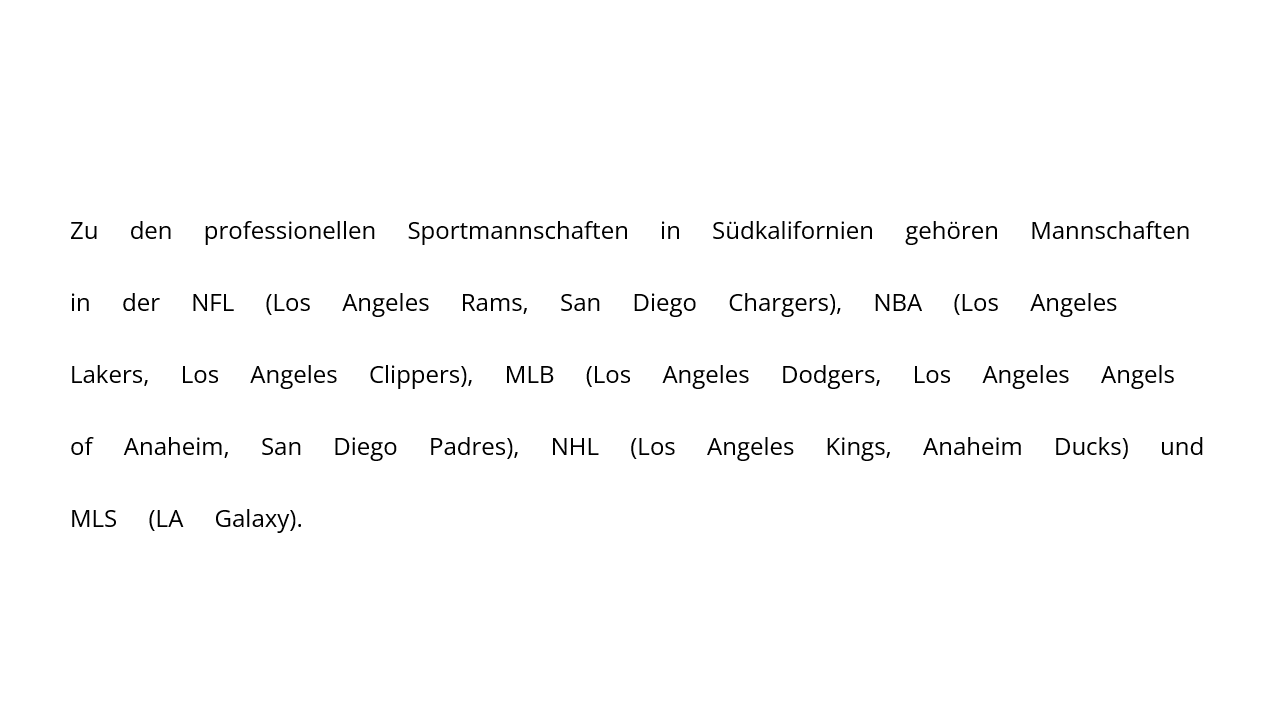 Zu den professionellen Sportmannschaften in Südkalifornien gehören Mannschaften
in der NFL (Los Angeles Rams, San Diego Chargers), NBA (Los Angeles
Lakers, Los Angeles Clippers), MLB (Los Angeles Dodgers, Los Angeles Angels
of Anaheim, San Diego Padres), NHL (Los Angeles Kings, Anaheim Ducks) und
MLS (LA Galaxy).